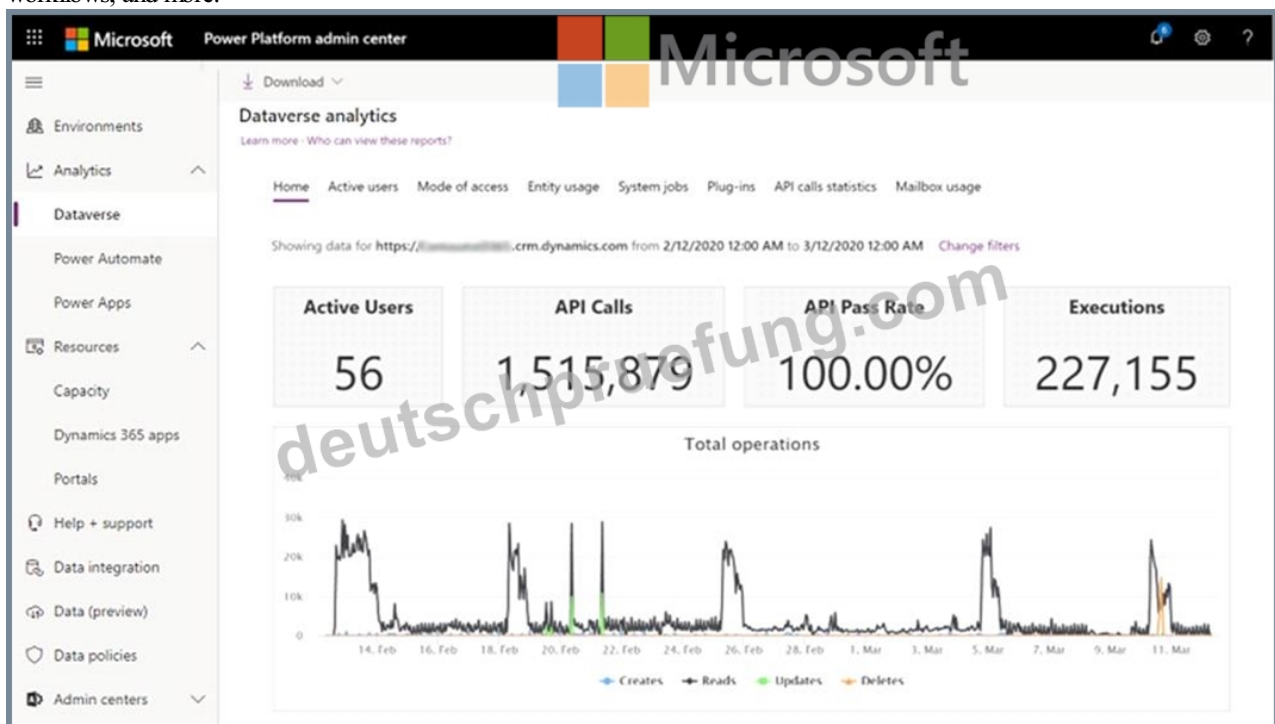 workflows, and more.
Microsoft Power Platform admin center
Microsoft
6
?
Download
Dataverse analytics
Learn more · Who can view these reports?
Environments
Analytics
Dataverse
Power Automate
Power Apps
Resources
Capacity
Dynamics 365 apps
Portals
Help + support
Data integration
Data (preview)
Data policies
Admin centers
Home Active users Mode of access Entity usage System jobs Plug-ins API calls statistics Mailbox usage
Showing data for https:/ .crm.dynamics.com from 2/12/2020 12:00 AM to 3/12/2020 12:00 AM Change filters
Active Users API Calls API Pass Rate Executions
56 1,515,879 100.00% 227,155
deutschpruefung.com
Total operations
40k
30k
20k
10k
0
14. Feb 16. Feb 18. Feb 20. Feb 22. Feb 24. Feb 26. Feb 28. Feb 1. Mar 3. Mar 5. Mar 7. Mar 9. Mar 11. Mar
Creates Reads Updates Deletes